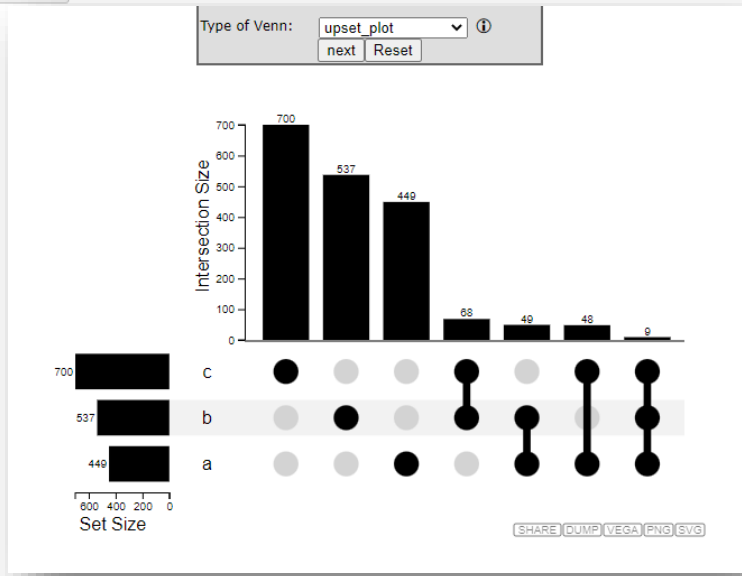 Type of Venn: upset_plot
next Reset
Intersection Size
700
600
500
400
300
200
100
0
700
537
449
68
49
48
9
700
c
537
b
449
a
600 400 200 0
Set Size
SHARE DUMP VEGA PNG SVG